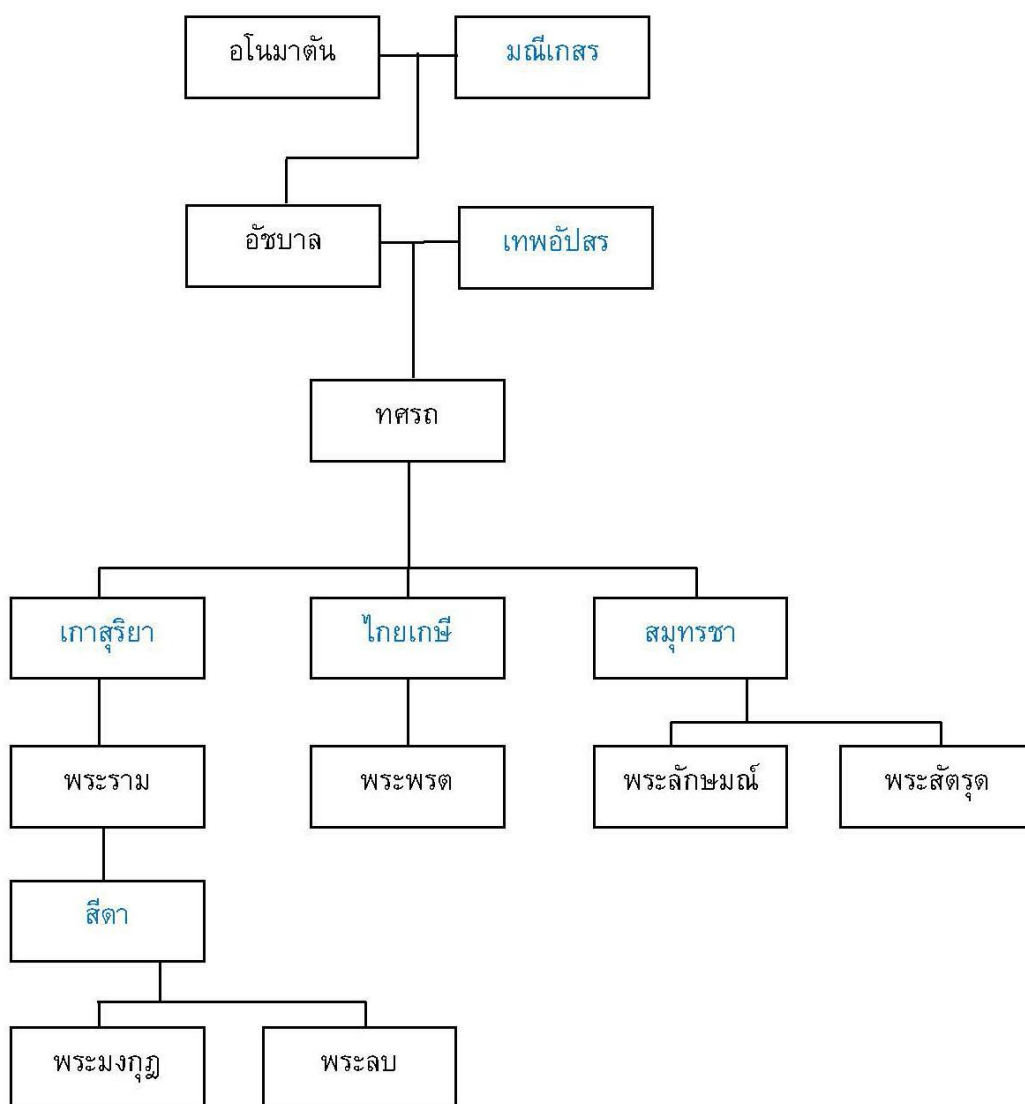 อโนมาตัน
มณีเกสร
อัชบาล
เทพอัปสร
ทศรถ
เกาสุริยา
ไกยเกษี
สมุทรชา
พระราม
พระพรต
พระลักษมณ์
พระสัตรุด
สีดา
พระมงกุฎ
พระลบ